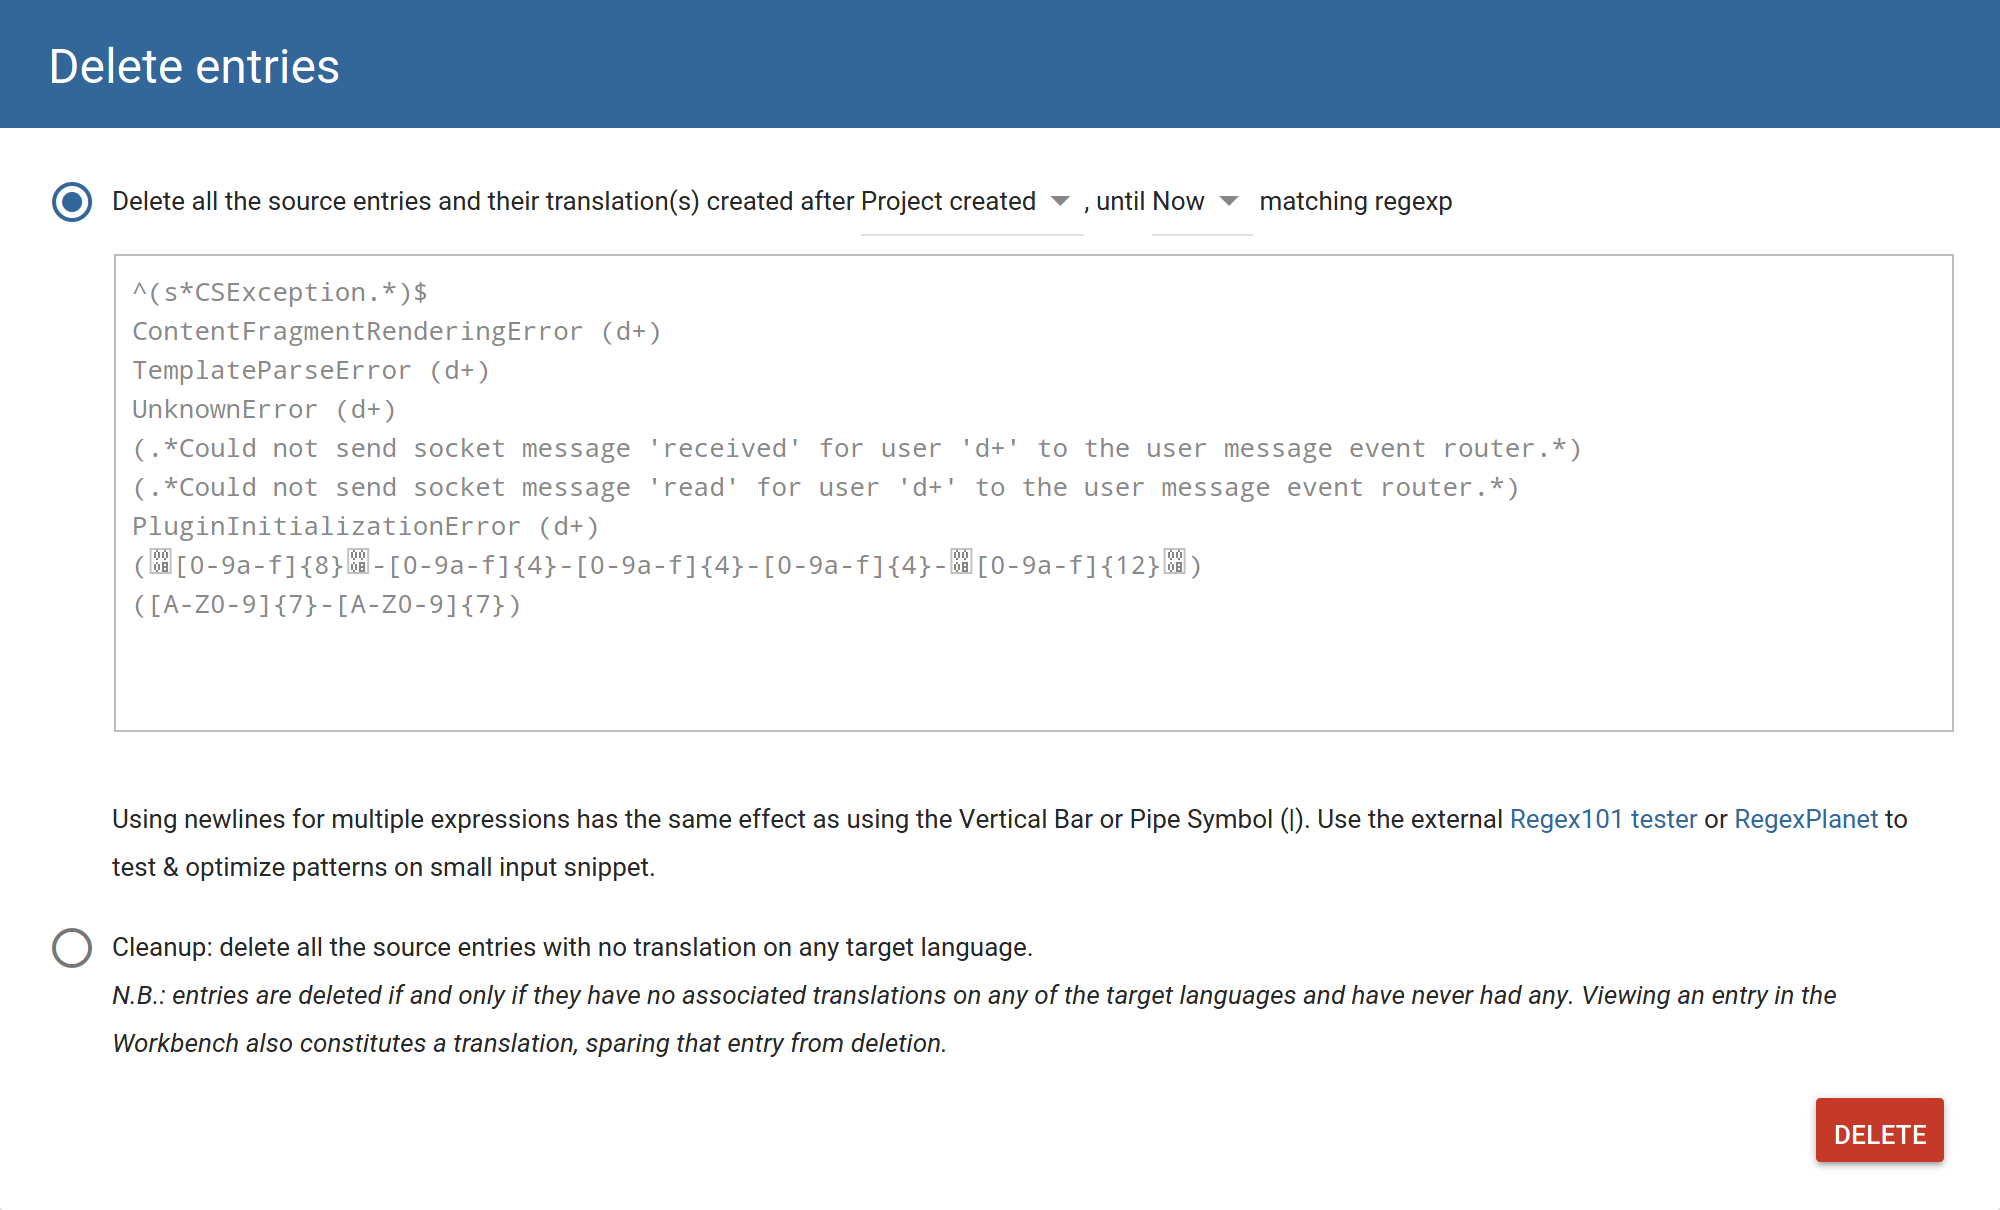 Delete entries
Delete all the source entries and their translation(s) created after Project created , until Now matching regexp
^(s*CSException.*)$
ContentFragmentRenderingError (d+)
TemplateParseError (d+)
UnknownError (d+)
(.*Could not send socket message 'received' for user 'd+' to the user message event router.*)
(.*Could not send socket message 'read' for user 'd+' to the user message event router.*)
PluginInitializationError (d+)
([0-9a-f]{8}-[0-9a-f]{4}-[0-9a-f]{4}-[0-9a-f]{4}-[0-9a-f]{12})
([A-Z0-9]{7}-[A-Z0-9]{7})
Using newlines for multiple expressions has the same effect as using the Vertical Bar or Pipe Symbol (|). Use the external Regex101 tester or RegexPlanet to
test & optimize patterns on small input snippet.
Cleanup: delete all the source entries with no translation on any target language.
N.B.: entries are deleted if and only if they have no associated translations on any of the target languages and have never had any. Viewing an entry in the
Workbench also constitutes a translation, sparing that entry from deletion.
DELETE